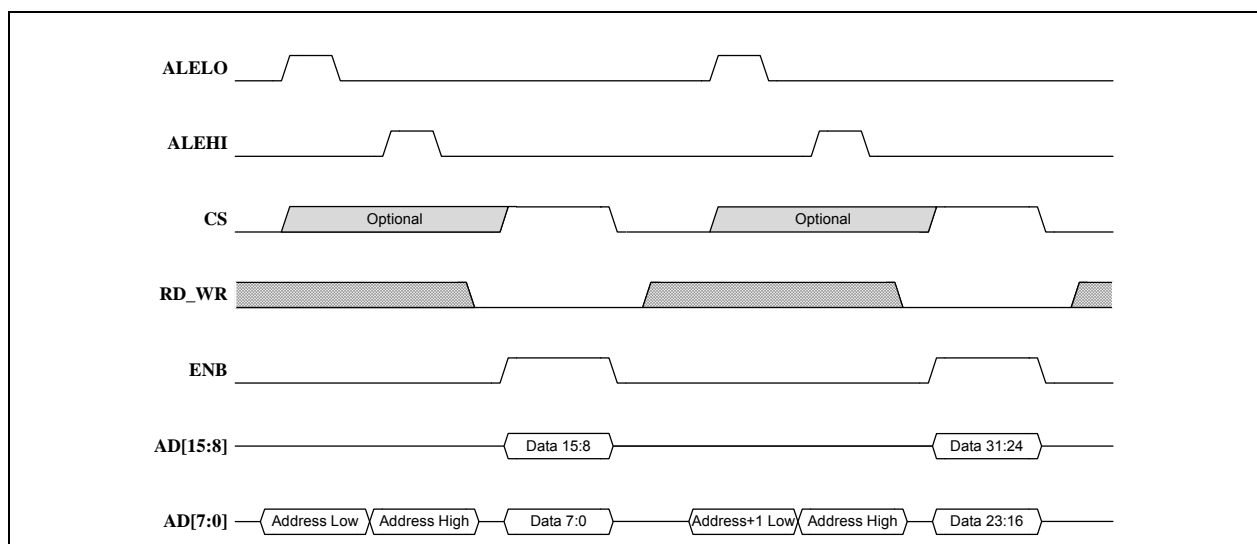 ALELO
ALEHI
CS Optional Optional
RD_WR
ENB
AD[15:8] Data 15:8 Data 31:24
AD[7:0] Address Low Address High Data 7:0 Address+1 Low Address High Data 23:16